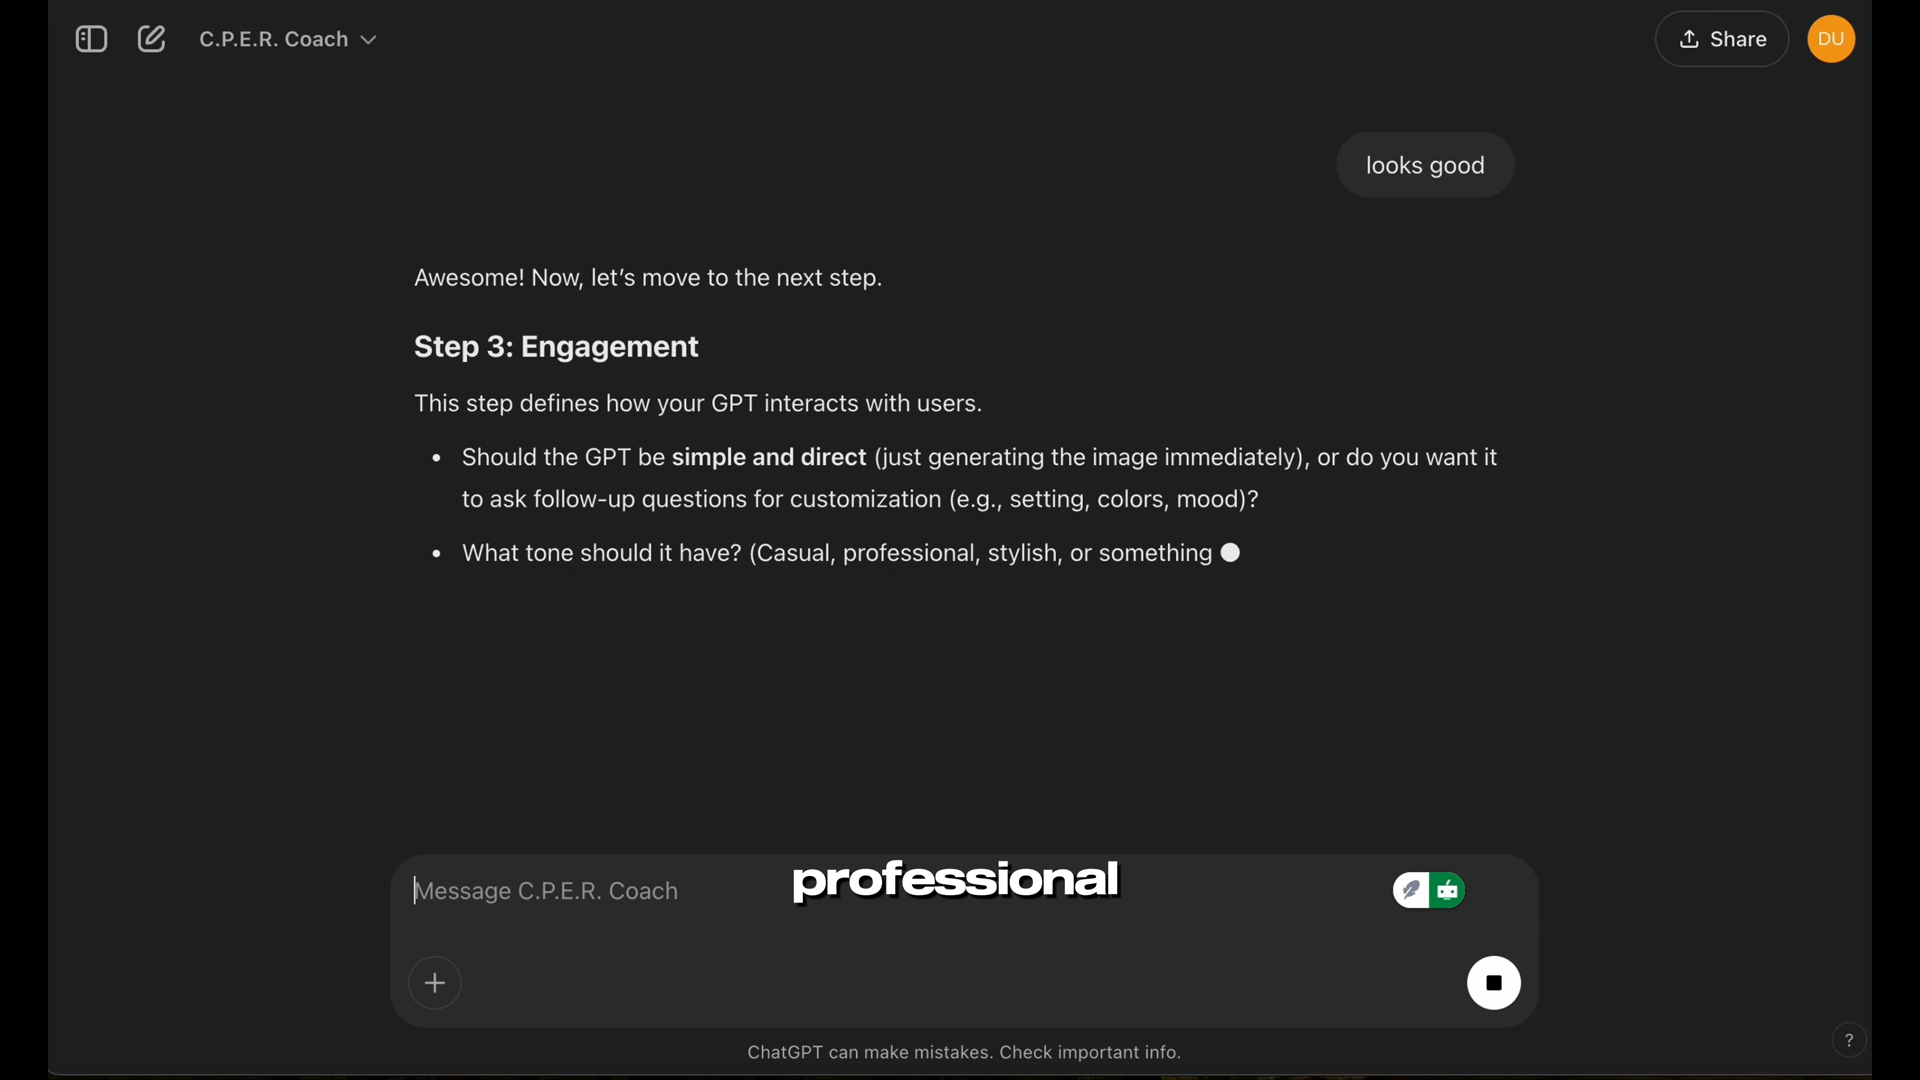 C.P.E.R. Coach
Share
DU
looks good
Awesome! Now, let’s move to the next step.
Step 3: Engagement
This step defines how your GPT interacts with users.
• Should the GPT be simple and direct (just generating the image immediately), or do you want it
to ask follow-up questions for customization (e.g., setting, colors, mood)?
• What tone should it have? (Casual, professional, stylish, or something
Message C.P.E.R. Coach
professional
ChatGPT can make mistakes. Check important info.
?